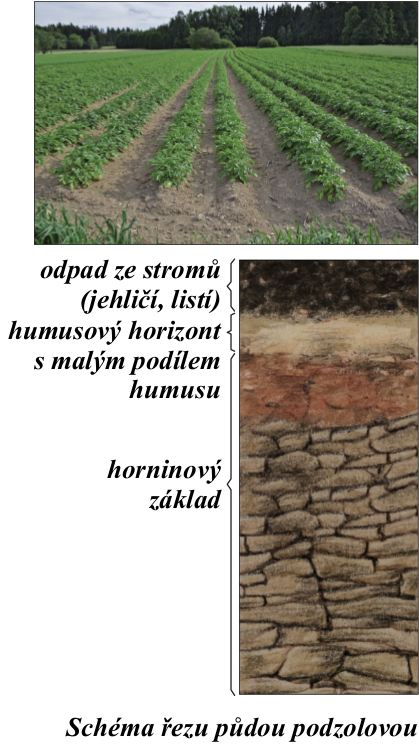 odpad ze stromů
(jehličí, listí)
humusový horizont
s malým podílem
humusu
horninový
základ
Schéma řezu půdou podzolovou